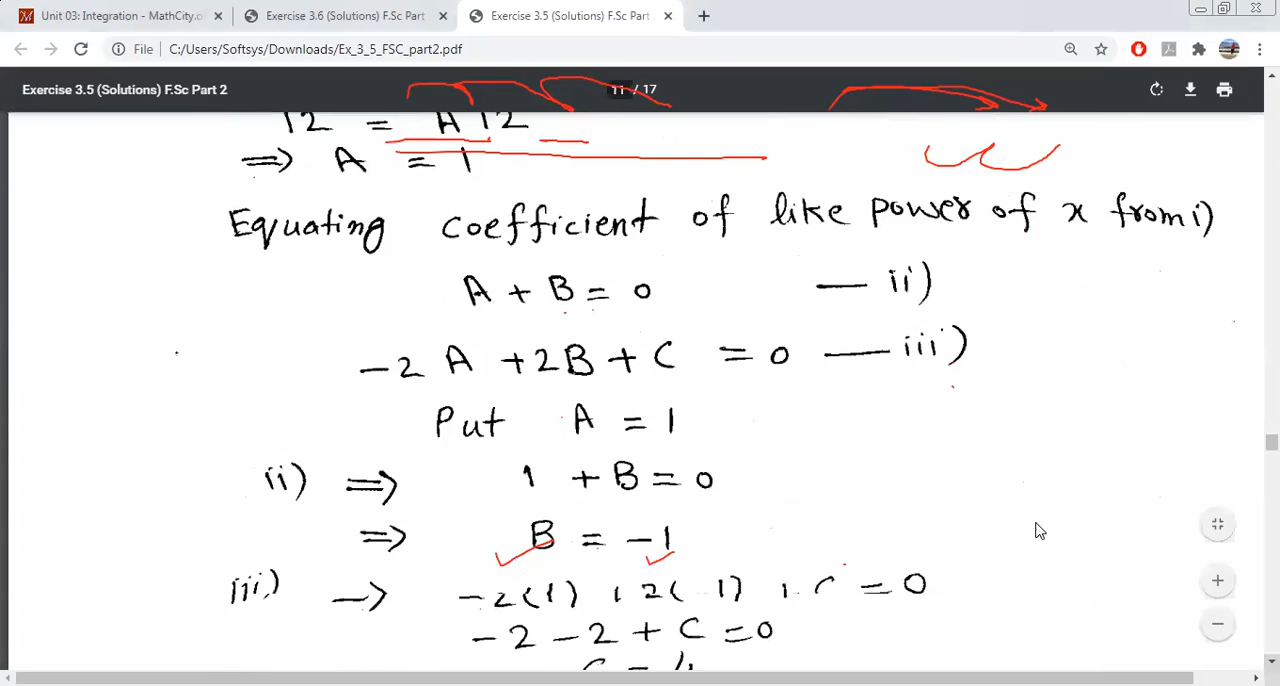 Unit 03: Integration - MathCity.o
Exercise 3.6 (Solutions) F.Sc Part
Exercise 3.5 (Solutions) F.Sc Part
File | C:/Users/Softsys/Downloads/Ex_3_5_FSC_part2.pdf
Exercise 3.5 (Solutions) F.Sc Part 2
11 / 17
12 = A 12
⇒ A = 1
Equating coefficient of like power of x from i)
A + B = 0 — ii)
-2 A + 2B + C = 0 — iii)
Put A = 1
ii) ⇒ 1 + B = 0
⇒ B = -1
iii) → -2(1) + 2(-1) + C = 0
-2 - 2 + C = 0
C = 4